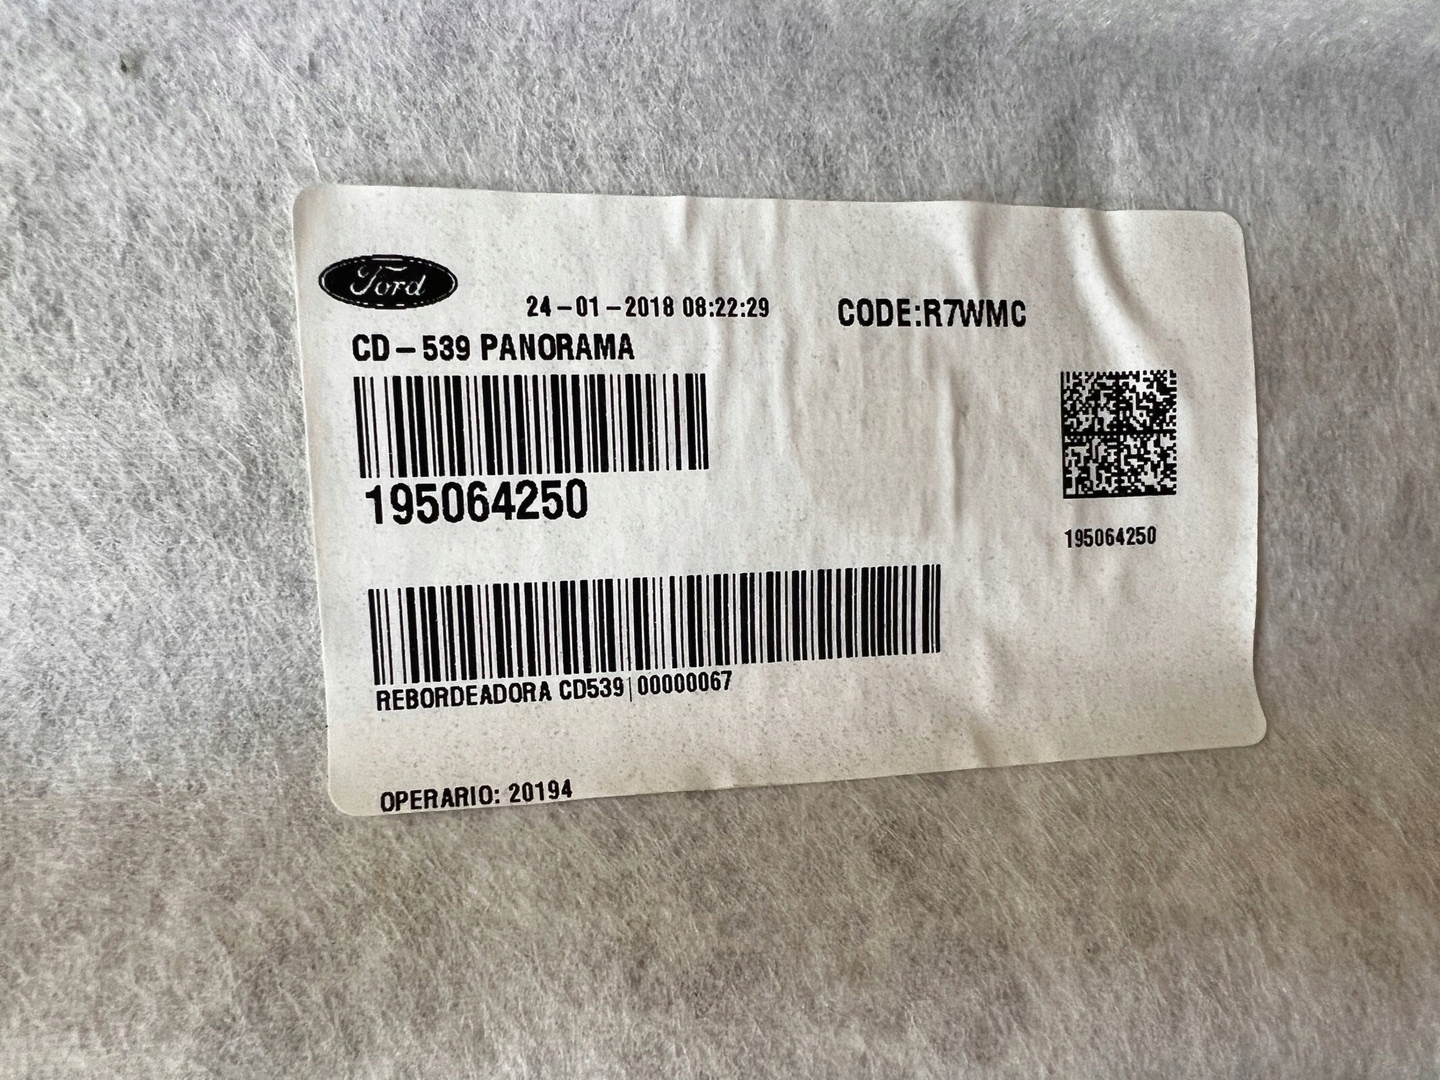 Ford
24-01-2018 08:22:29
CODE:R7WMC
CD-539 PANORAMA
195064250
195064250
REBORDEADORA CD539|00000067
OPERARIO: 20194